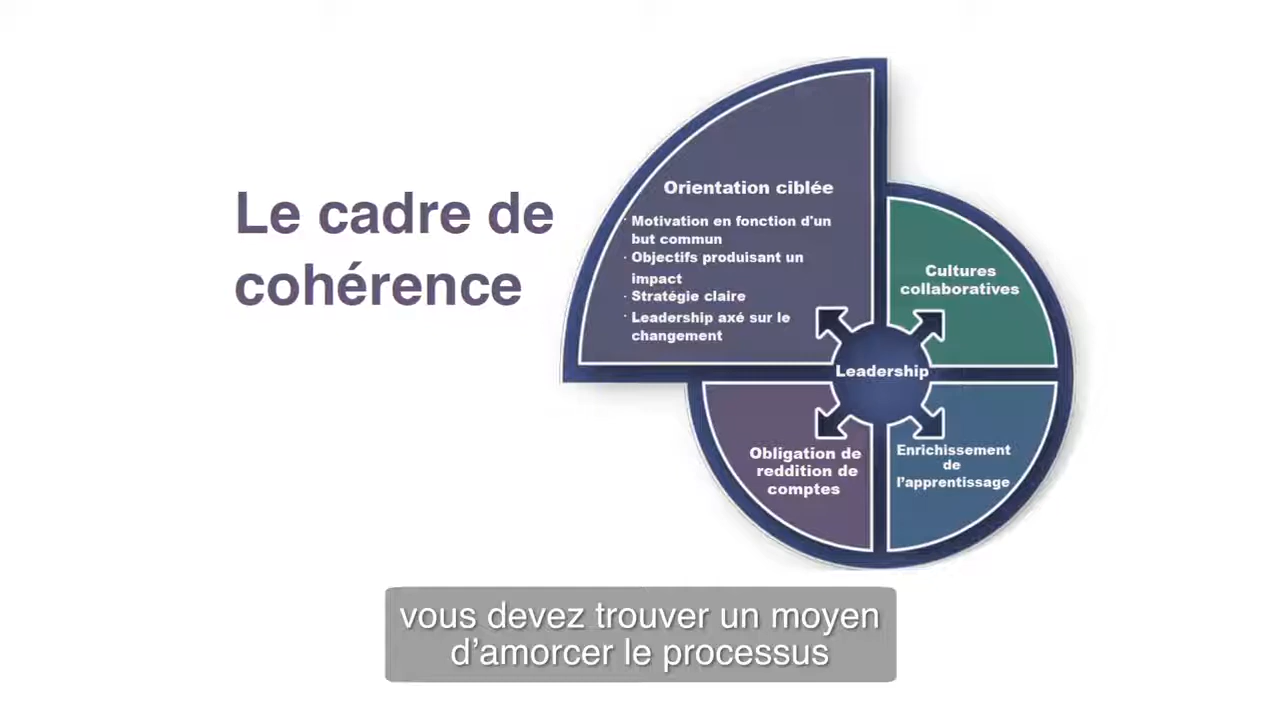 Le cadre de
cohérence
Orientation ciblée
· Motivation en fonction d'un
but commun
· Objectifs produisant un
impact
· Stratégie claire
· Leadership axé sur le
changement
Cultures
collaboratives
Leadership
Obligation de
reddition de
comptes
Enrichissement
de
l’apprentissage
vous devez trouver un moyen
d’amorcer le processus